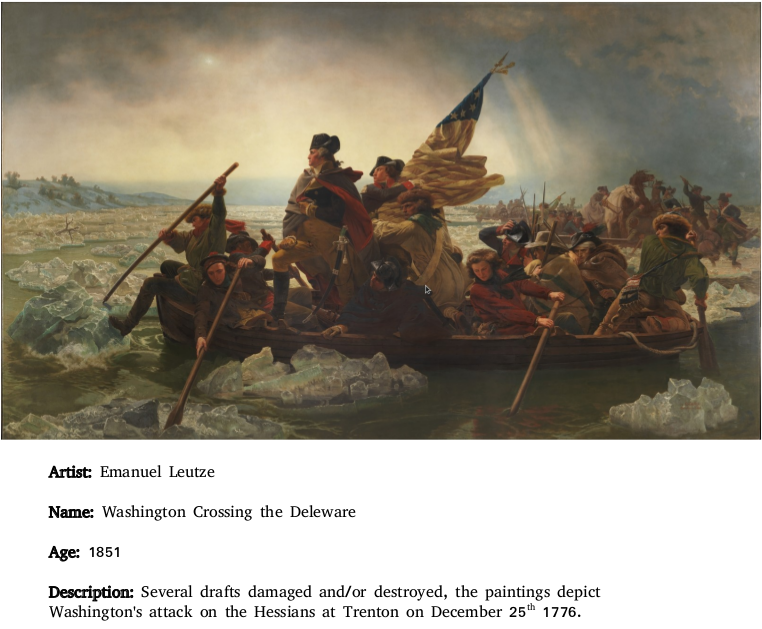 Artist: Emanuel Leutze
Name: Washington Crossing the Deleware
Age: 1851
Description: Several drafts damaged and/or destroyed, the paintings depict
Washington's attack on the Hessians at Trenton on December 25th 1776.